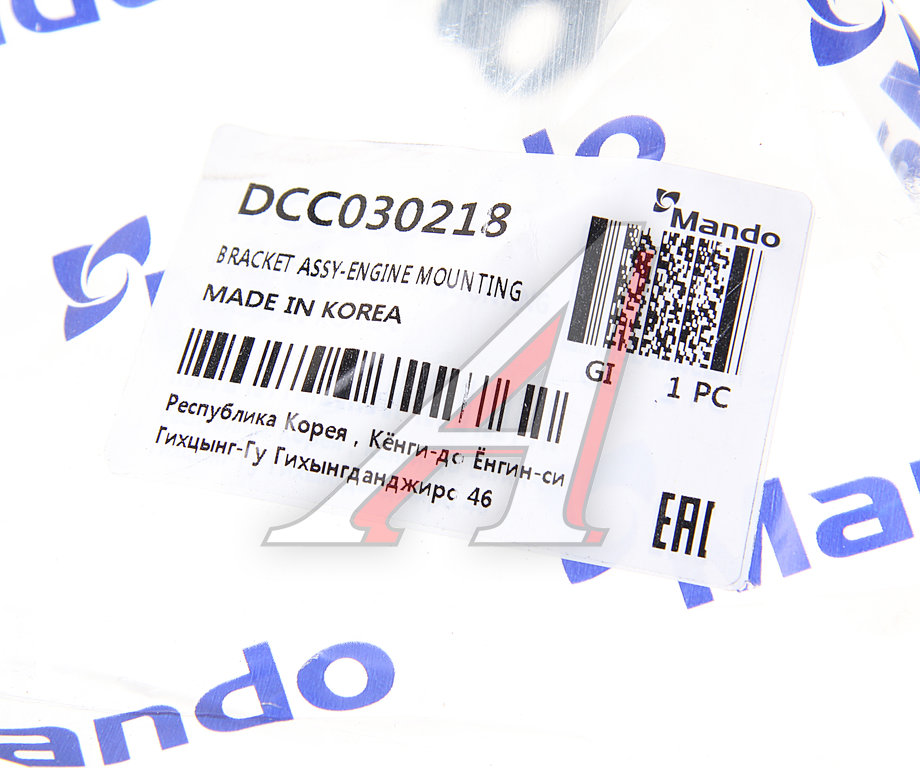 DCC030218
Mando
BRACKET ASSY-ENGINE MOUNTING
MADE IN KOREA
GI 1 PC
Республика Корея , Кёнги-до Ёнгин-си
Гихцынг-Гу Гихынгданджиро 46
EAC
Mando
ando